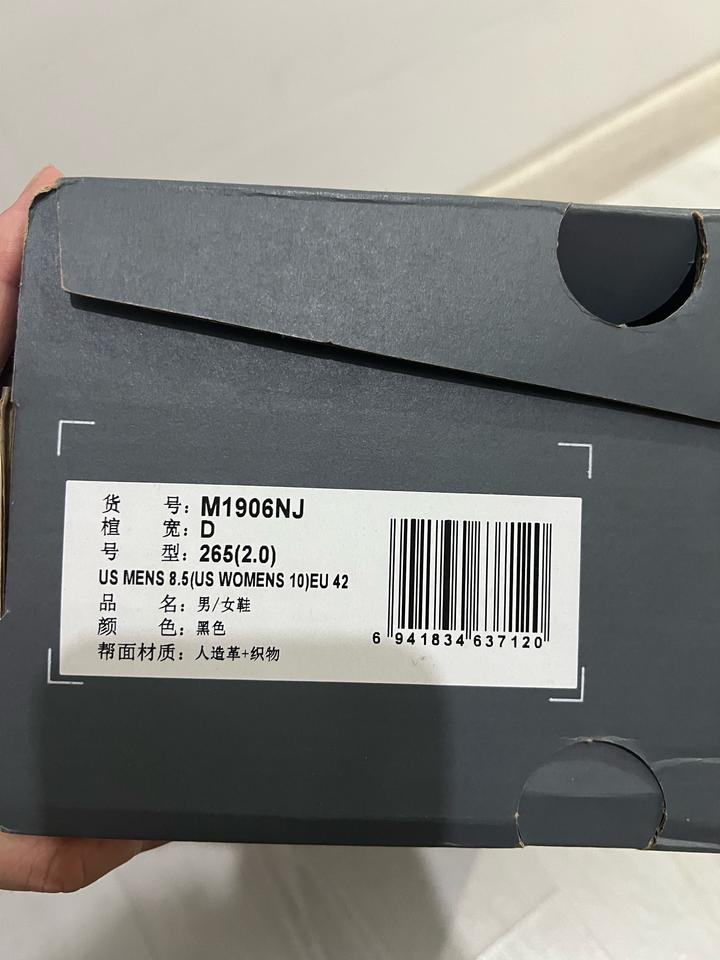 货 号: M1906NJ
楦 宽: D
号 型: 265(2.0)
US MENS 8.5(US WOMENS 10)EU 42
品 名: 男/女鞋
颜 色: 黑色
帮面材质: 人造革+织物
6 941834 637120